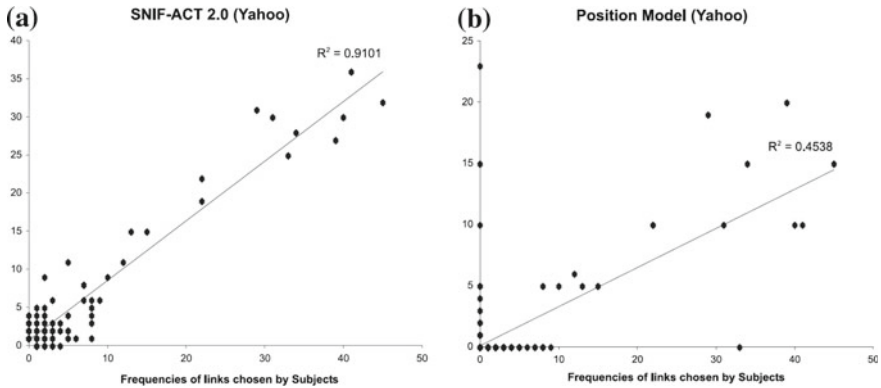 (a)
SNIF-ACT 2.0 (Yahoo)
40
35
30
25
20
15
10
5
0
0 10 20 30 40 50
R² = 0.9101
Frequencies of links chosen by Subjects
(b)
Position Model (Yahoo)
25
20
15
10
5
0
0 10 20 30 40 50
R² = 0.4538
Frequencies of links chosen by Subjects